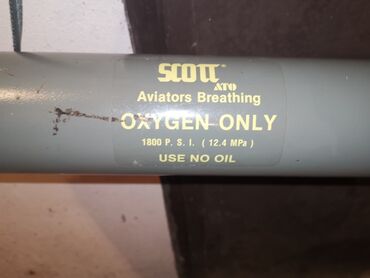 SCOTT®
ATO
Aviators Breathing
OXYGEN ONLY
1800 P. S. I. ( 12.4 MPa )
USE NO OIL